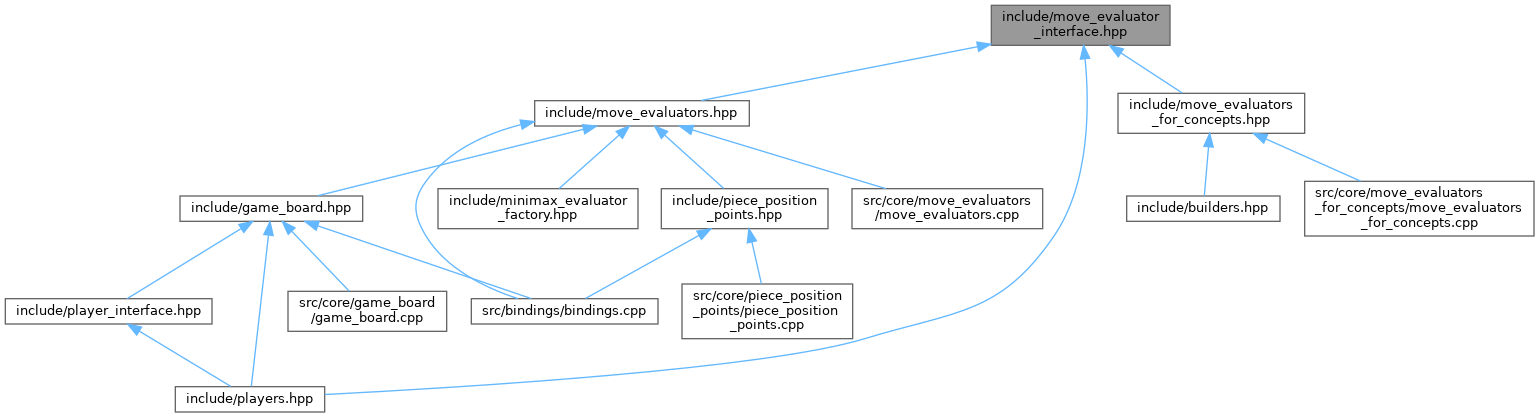 include/move_evaluator
_interface.hpp
include/move_evaluators.hpp
include/move_evaluators
_for_concepts.hpp
include/game_board.hpp
include/minimax_evaluator
_factory.hpp
include/piece_position
_points.hpp
src/core/move_evaluators
/move_evaluators.cpp
include/builders.hpp
src/core/move_evaluators
_for_concepts/move_evaluators
_for_concepts.cpp
include/player_interface.hpp
src/core/game_board
/game_board.cpp
src/bindings/bindings.cpp
src/core/piece_position
_points/piece_position
_points.cpp
include/players.hpp